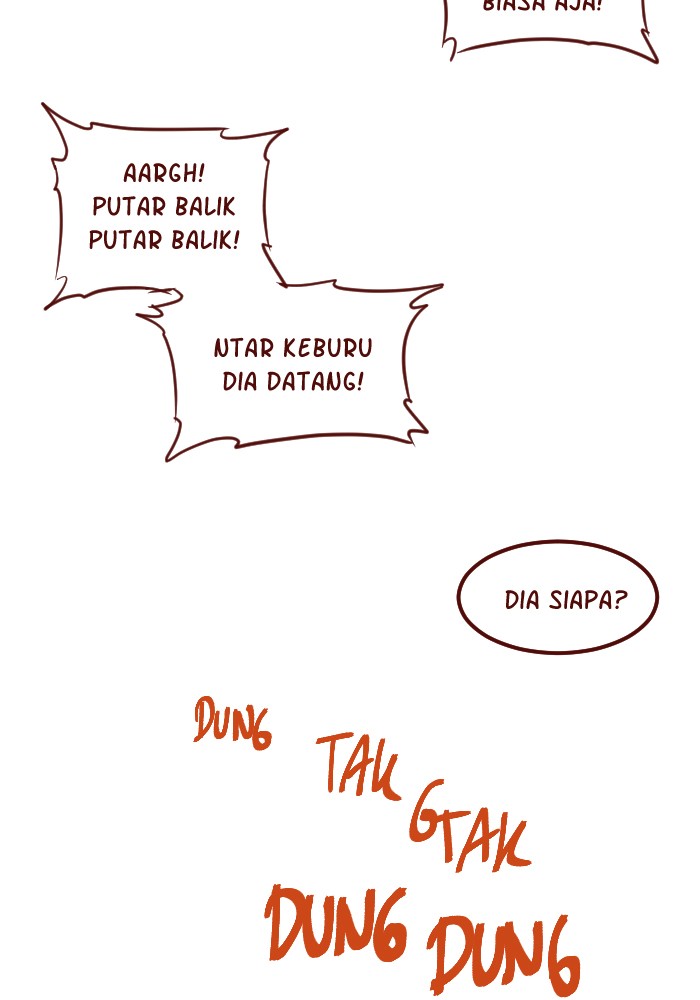 BIASA AJA!
AARGH!
PUTAR BALIK
PUTAR BALIK!
NTAR KEBURU
DIA DATANG!
DIA SIAPA?
DUNG
TAK
GTAK
DUNG DUNG